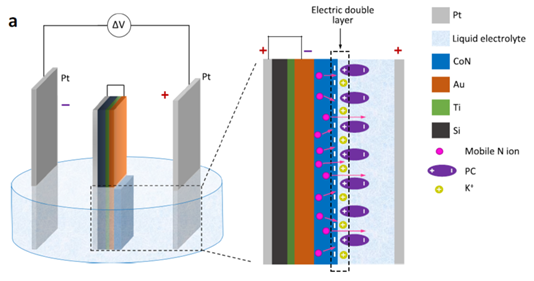 a
ΔV
Pt
−
+
Pt
Electric double
layer
+
−
+
Pt
Liquid electrolyte
CoN
Au
Ti
Si
Mobile N ion
PC
K⁺